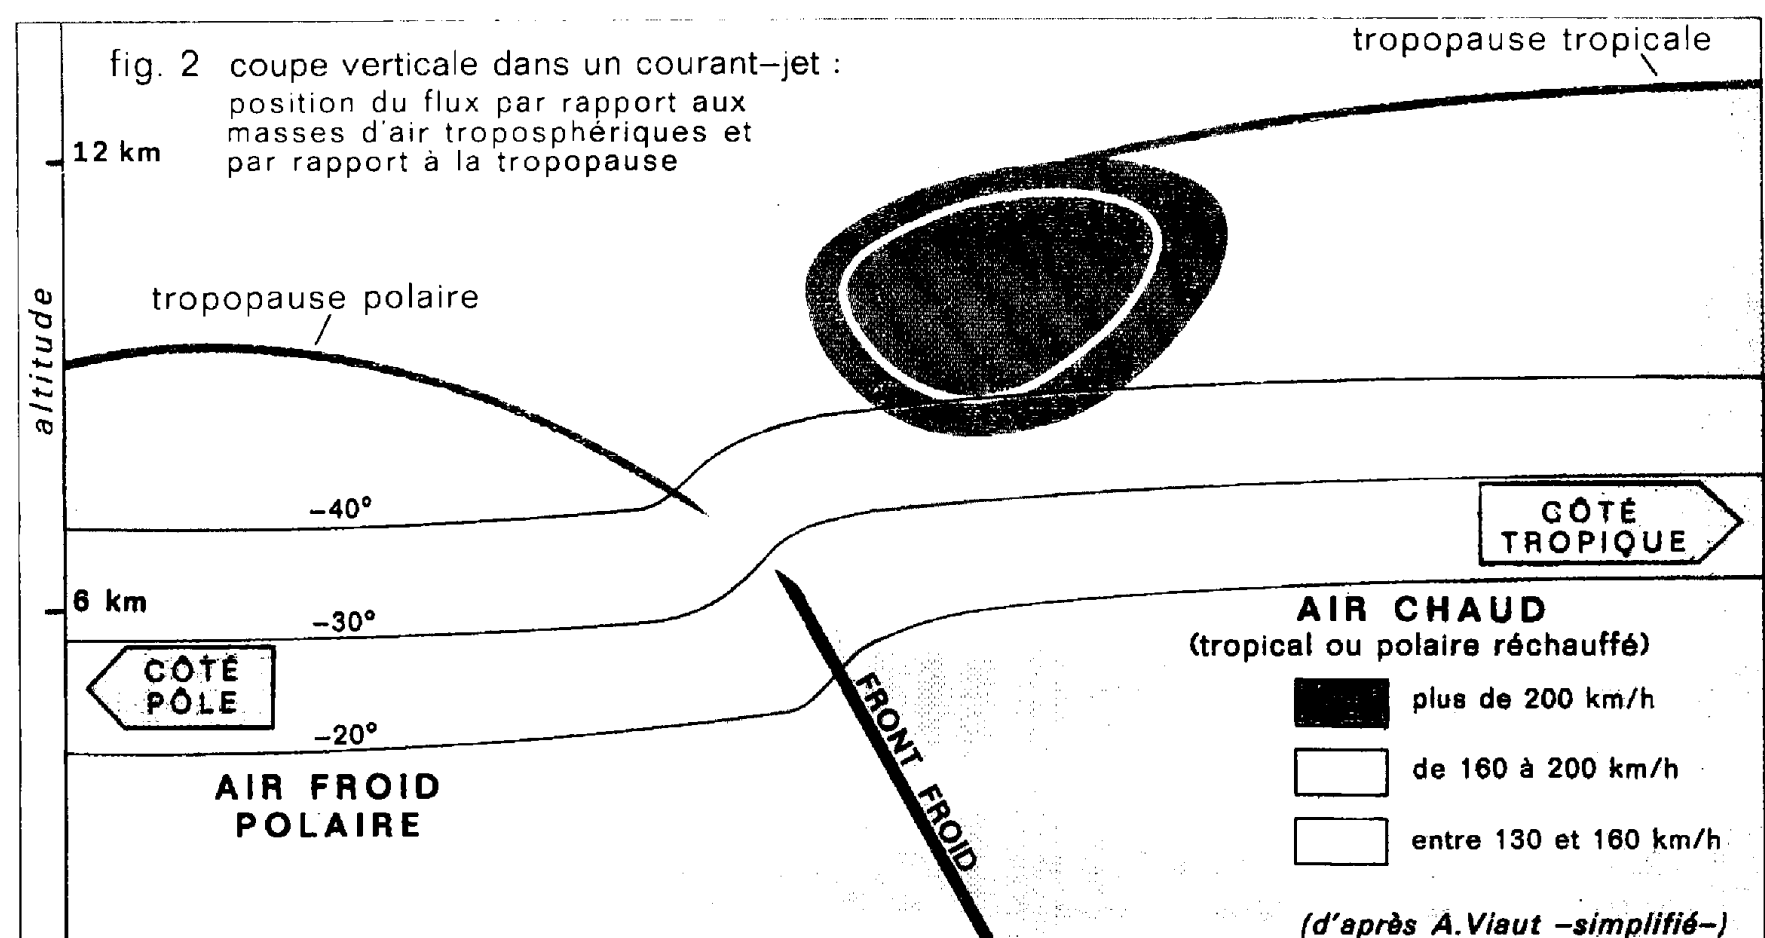 fig. 2 coupe verticale dans un courant-jet :
position du flux par rapport aux
masses d'air troposphériques et
par rapport à la tropopause
tropopause tropicale
12 km
altitude
tropopause polaire
-40°
CÔTÉ
TROPIQUE
6 km
-30°
CÔTÉ
PÔLE
-20°
AIR FROID
POLAIRE
FRONT FROID
AIR CHAUD
(tropical ou polaire réchauffé)
plus de 200 km/h
de 160 à 200 km/h
entre 130 et 160 km/h
(d'après A.Viaut -simplifié-)